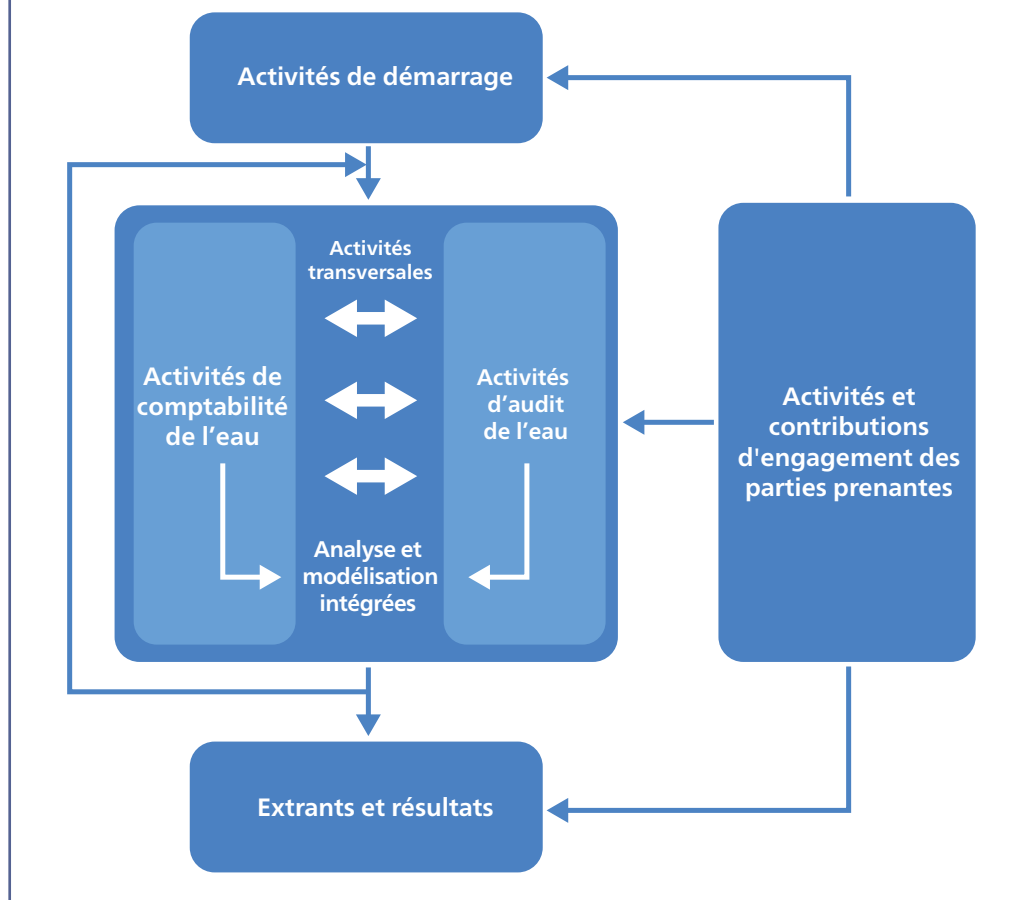 Activités de démarrage
Activités
transversales
Activités de
comptabilité
de l’eau
Activités
d’audit
de l’eau
Analyse et
modélisation
intégrées
Activités et
contributions
d'engagement des
parties prenantes
Extrants et résultats